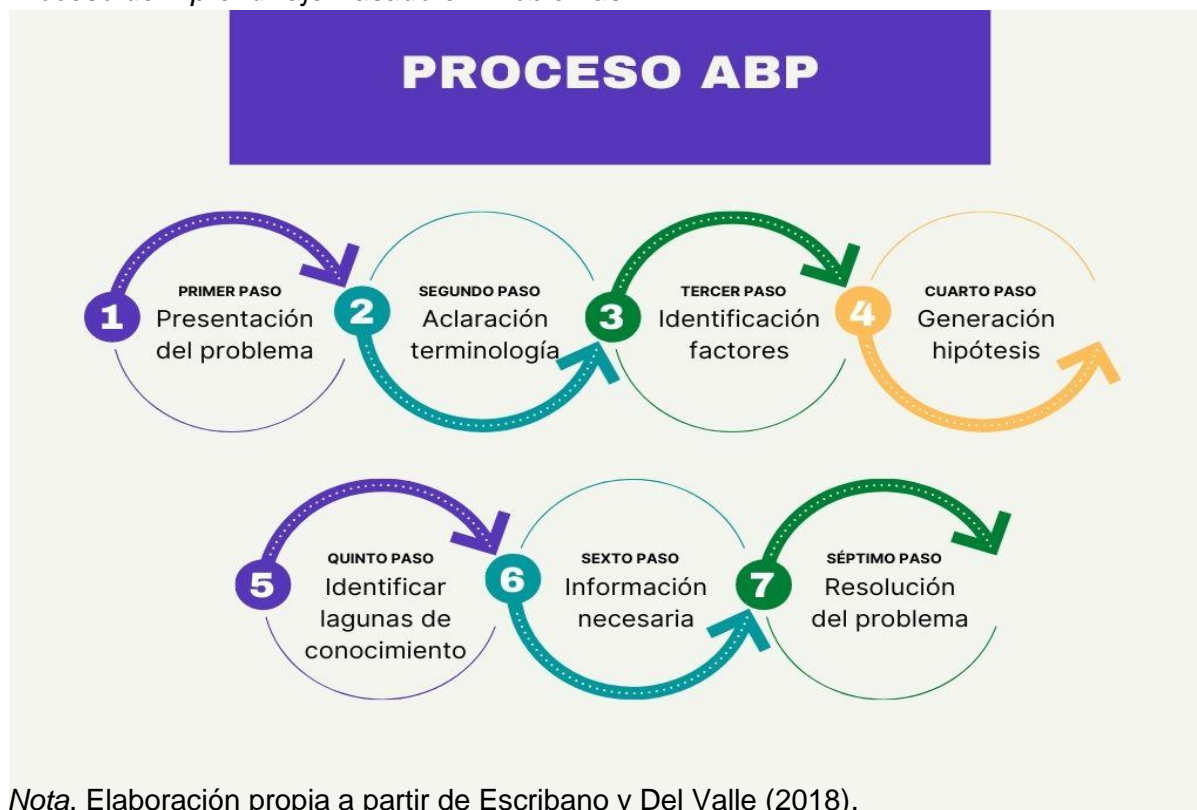 PROCESO ABP
1
PRIMER PASO
Presentación
del problema
2
SEGUNDO PASO
Aclaración
terminología
3
TERCER PASO
Identificación
factores
4
CUARTO PASO
Generación
hipótesis
5
QUINTO PASO
Identificar
lagunas de
conocimiento
6
SEXTO PASO
Información
necesaria
7
SÉPTIMO PASO
Resolución
del problema
Nota. Elaboración propia a partir de Escribano y Del Valle (2018).